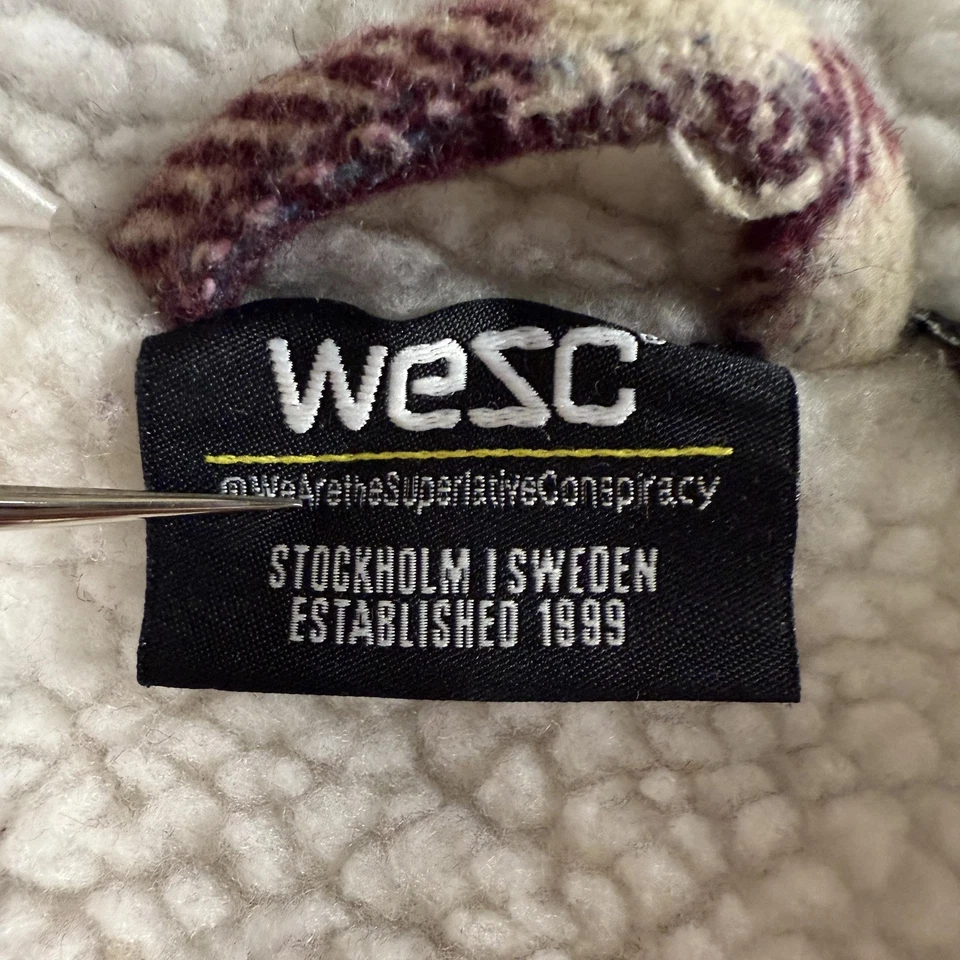 wesc
@WeAretheSuperlativeConspiracy
STOCKHOLM | SWEDEN
ESTABLISHED 1999